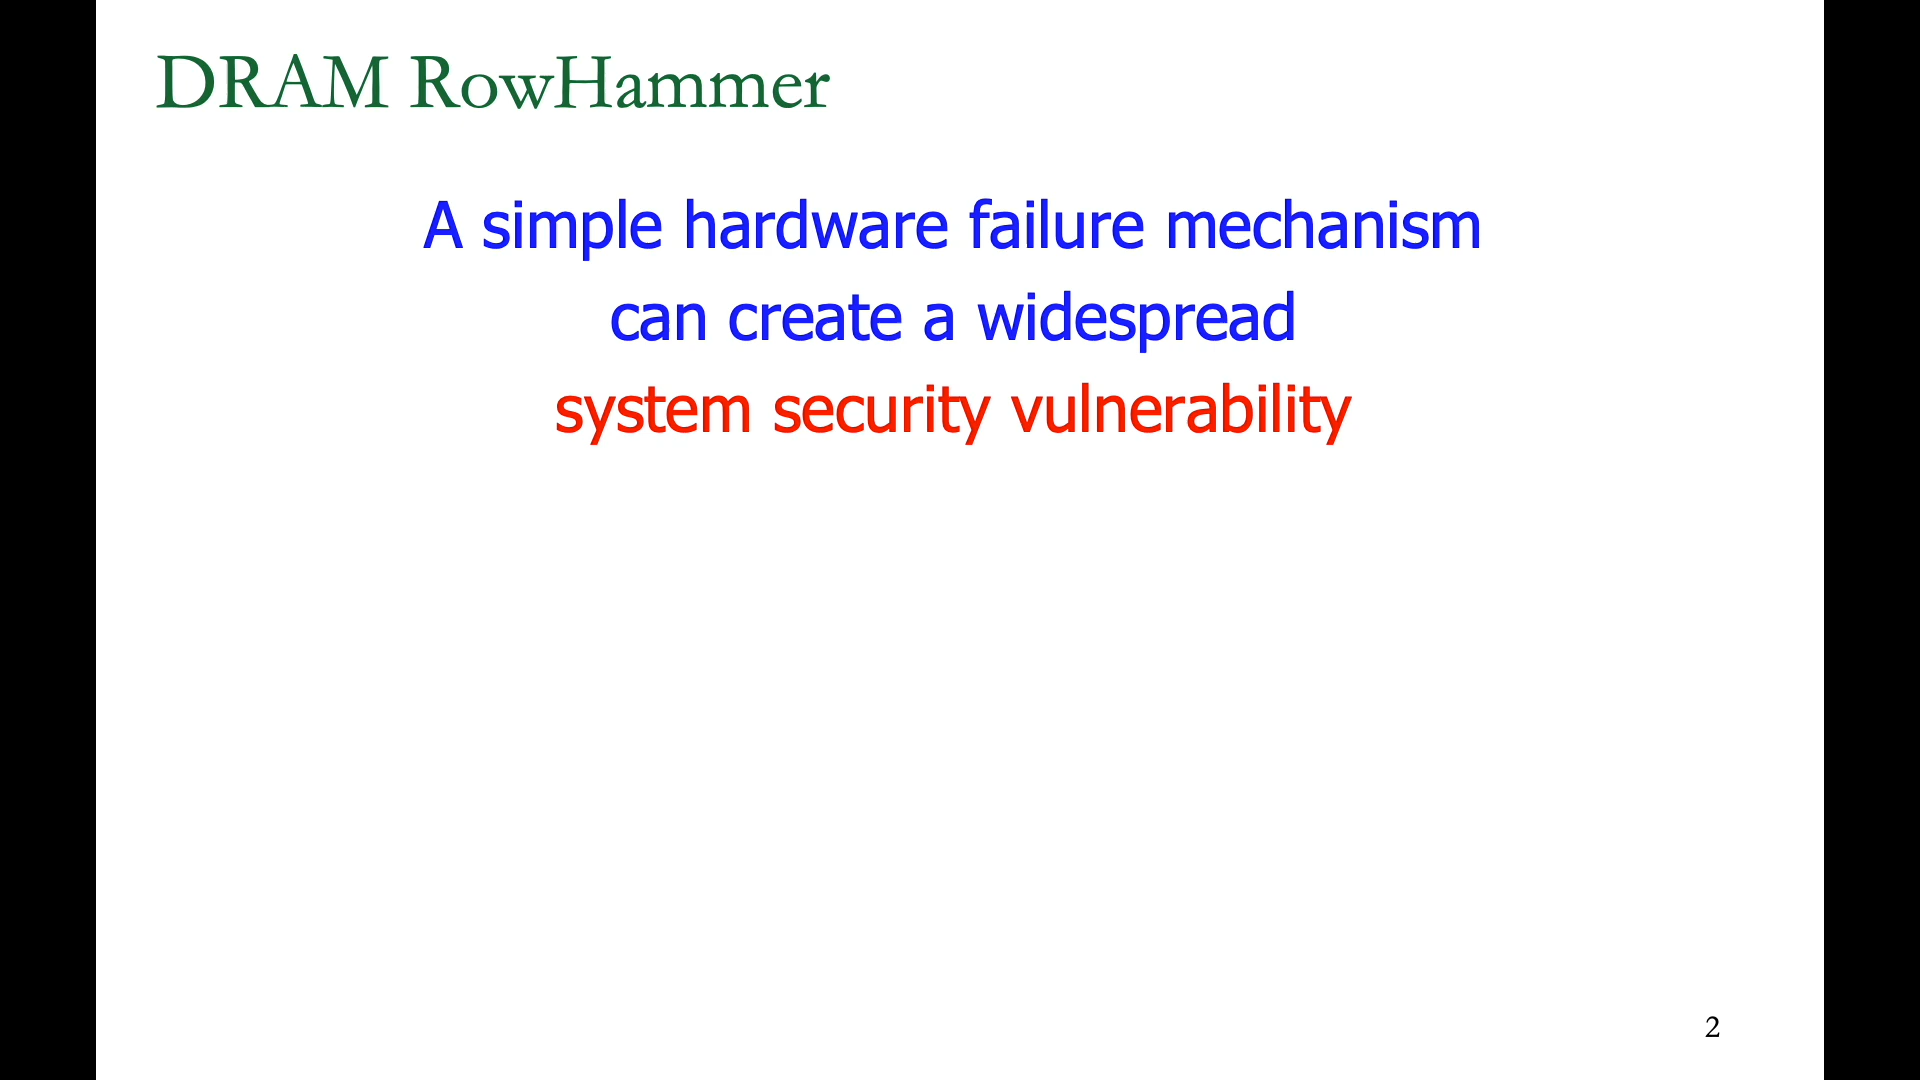 DRAM RowHammer
A simple hardware failure mechanism
can create a widespread
system security vulnerability
2